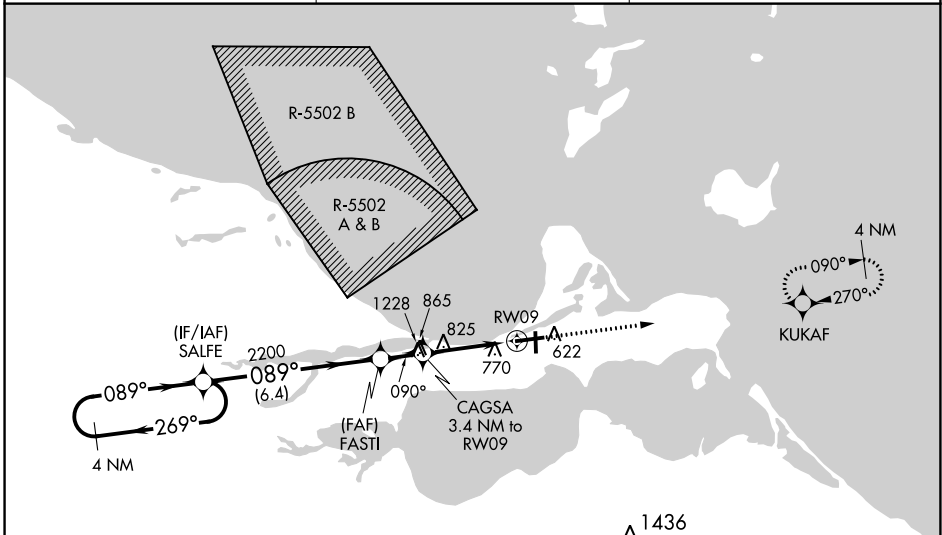 R-5502 B
R-5502
A & B
4 NM
090°
270°
KUKAF
1228
865
825
RW09
622
770
(IF/IAF)
SALFE
2200
089°
(6.4)
089°
269°
4 NM
090°
(FAF)
FASTI
CAGSA
3.4 NM to
RW09
1436